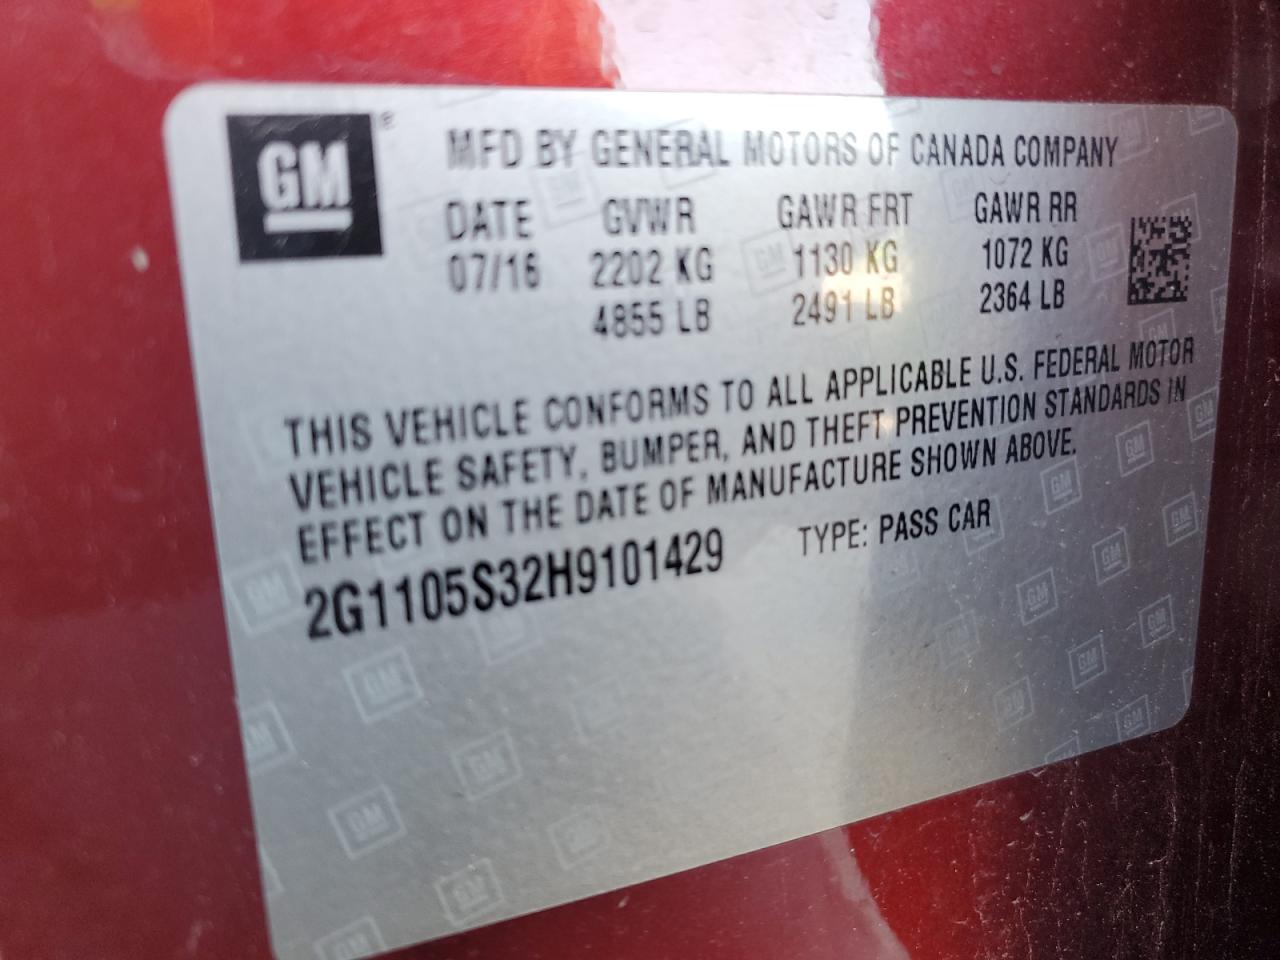 GM ®
MFD BY GENERAL MOTORS OF CANADA COMPANY
DATE GVWR GAWR FRT GAWR RR
07/16 2202 KG 1130 KG 1072 KG
4855 LB 2491 LB 2364 LB
THIS VEHICLE CONFORMS TO ALL APPLICABLE U.S. FEDERAL MOTOR
VEHICLE SAFETY, BUMPER, AND THEFT PREVENTION STANDARDS IN
EFFECT ON THE DATE OF MANUFACTURE SHOWN ABOVE.
2G1105S32H9101429 TYPE: PASS CAR